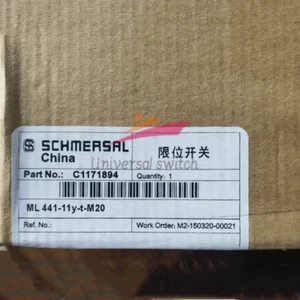 SCHMERSAL
China
限位开关
Universal switch
Part No.: C1171894 Quantity: 1
ML 441-11y-t-M20
Ref No.: Work Order: M2-150320-00021